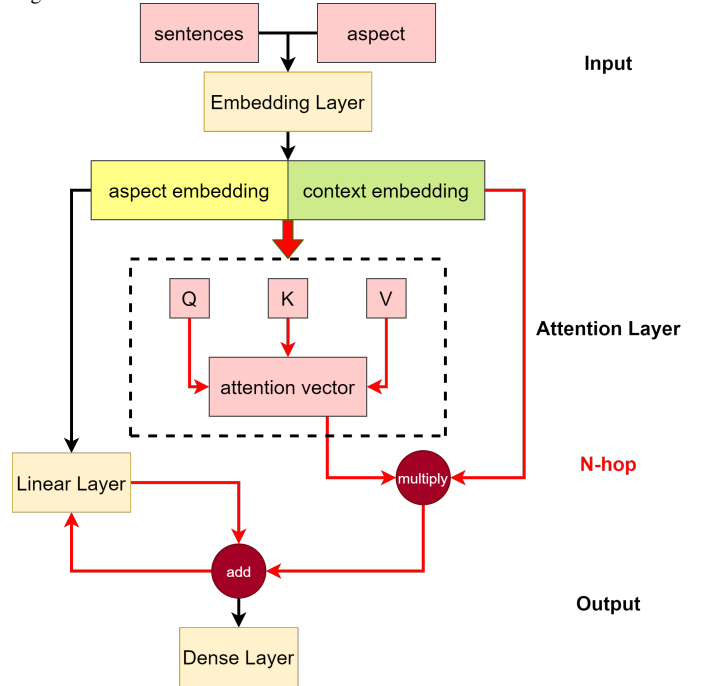 sentences
aspect
Input
Embedding Layer
aspect embedding
context embedding
Q
K
V
Attention Layer
attention vector
N-hop
multiply
Linear Layer
add
Output
Dense Layer